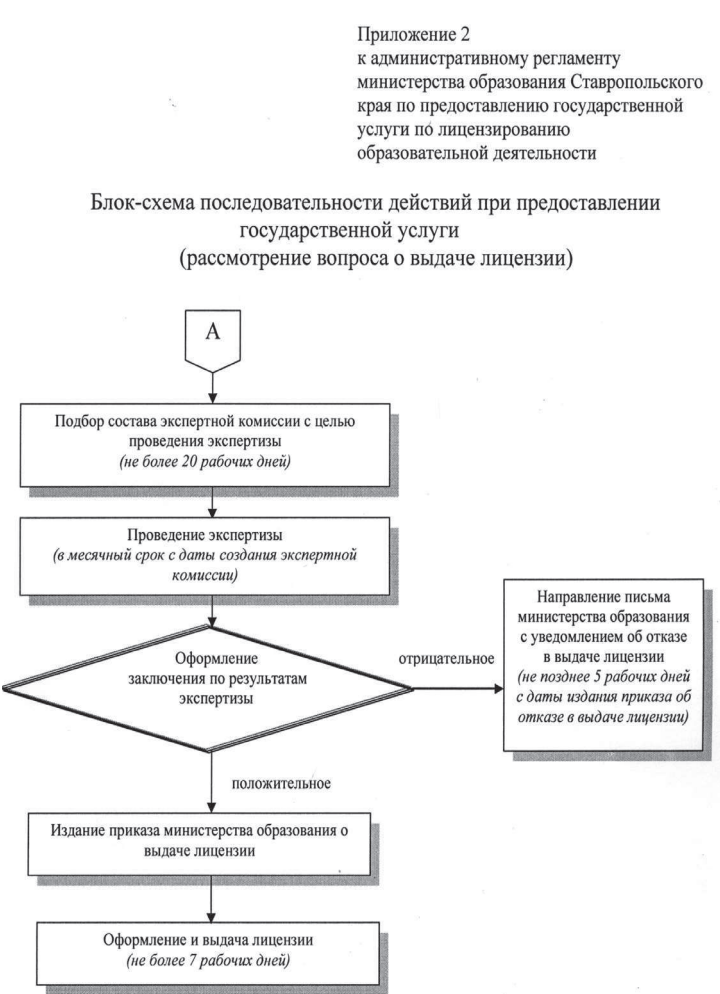 Приложение 2
к административному регламенту
министерства образования Ставропольского
края по предоставлению государственной
услуги по лицензированию
образовательной деятельности
Блок-схема последовательности действий при предоставлении
государственной услуги
(рассмотрение вопроса о выдаче лицензии)
А
Подбор состава экспертной комиссии с целью
проведения экспертизы
(не более 20 рабочих дней)
Проведение экспертизы
(в месячный срок с даты создания экспертной
комиссии)
Оформление
заключения по результатам
экспертизы
отрицательное
Направление письма
министерства образования
с уведомлением об отказе
в выдаче лицензии
(не позднее 5 рабочих дней
с даты издания приказа об
отказе в выдаче лицензии)
положительное
Издание приказа министерства образования о
выдаче лицензии
Оформление и выдача лицензии
(не более 7 рабочих дней)